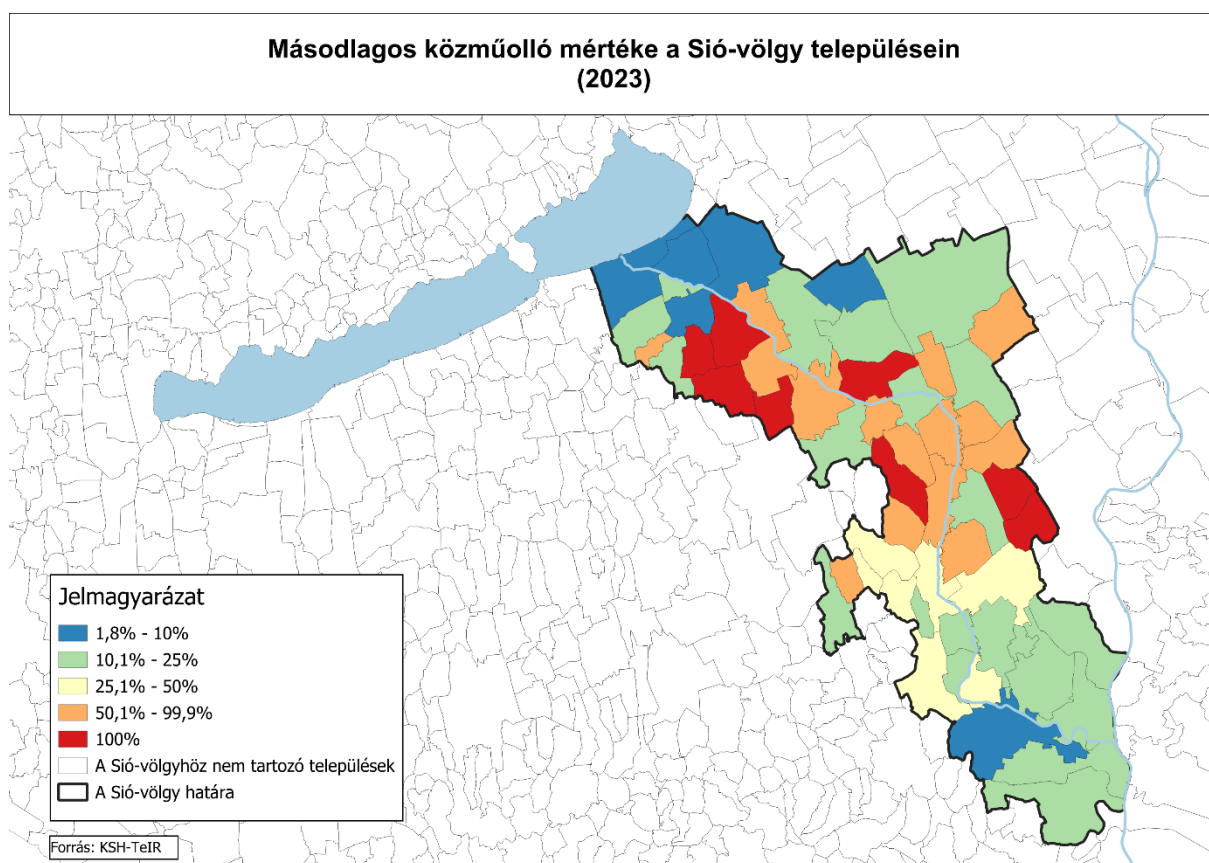 Másodlagos közműolló mértéke a Sió-völgy településein
(2023)
Jelmagyarázat
1,8% - 10%
10,1% - 25%
25,1% - 50%
50,1% - 99,9%
100%
A Sió-völgyhöz nem tartozó települések
A Sió-völgy határa
Forrás: KSH-TeIR